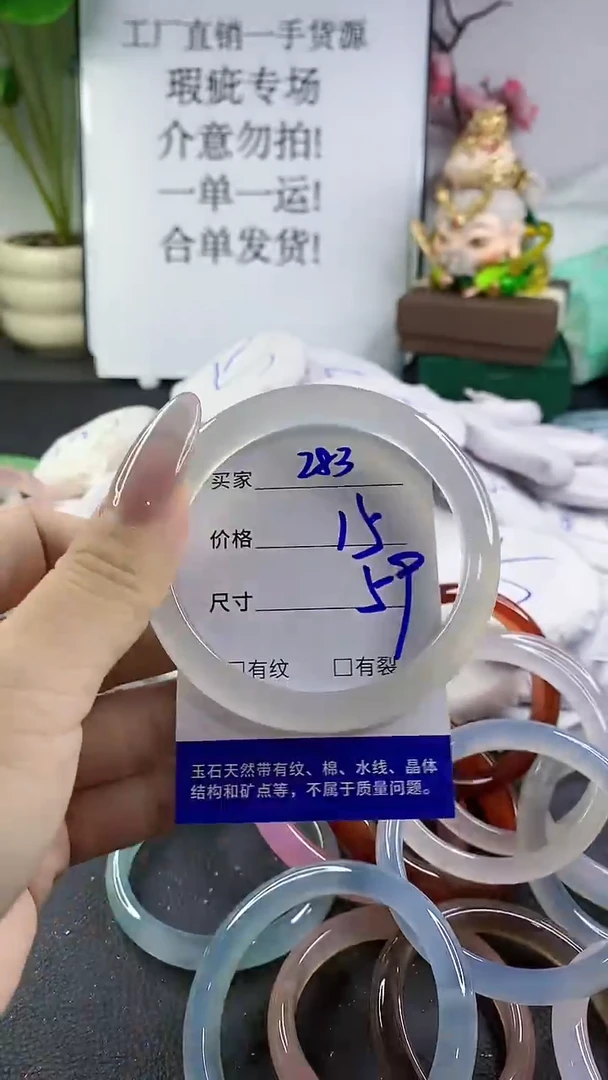 工厂直销一手货源
瑕疵专场
介意勿拍!
一单一运!
合单发货!
买家 283
价格 15
尺寸 59
□有纹 □有裂
玉石天然带有纹、棉、水线、晶体
结构和矿点等，不属于质量问题。